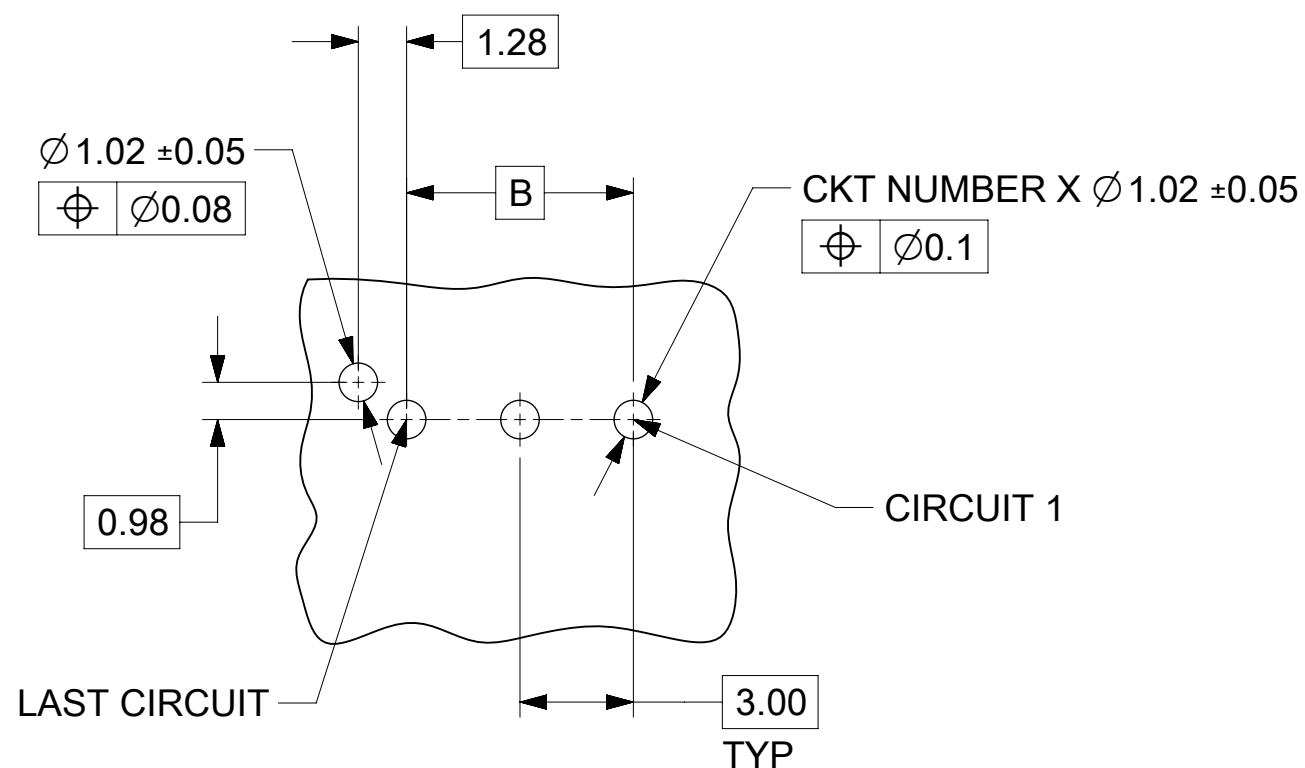 1.28
∅1.02 ±0.05
⌖ ∅0.08
B
CKT NUMBER X ∅1.02 ±0.05
⌖ ∅0.1
0.98
CIRCUIT 1
LAST CIRCUIT
3.00
TYP